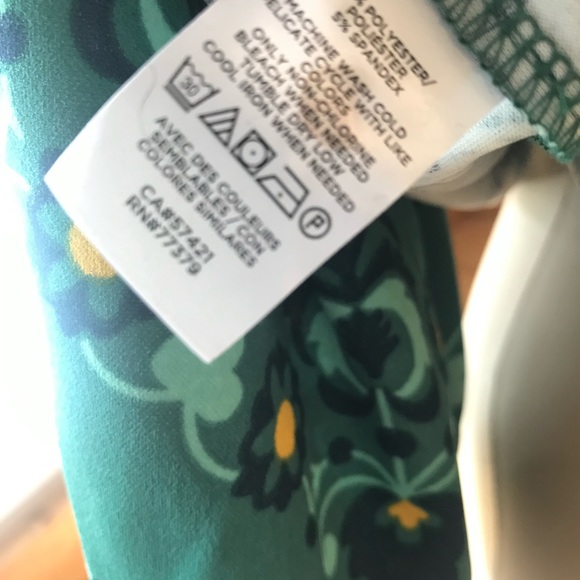 % POLYESTER/
POLIESTER
5% SPANDEX
MACHINE WASH COLD
DELICATE CYCLE WITH LIKE
COLORS
ONLY NON-CHLORINE
BLEACH WHEN NEEDED
TUMBLE DRY LOW
COOL IRON WHEN NEEDED
30
P
AVEC DES COULEURS
SEMBLABLES/CON
COLORES SIMILARES
CA#57421
RN#77379